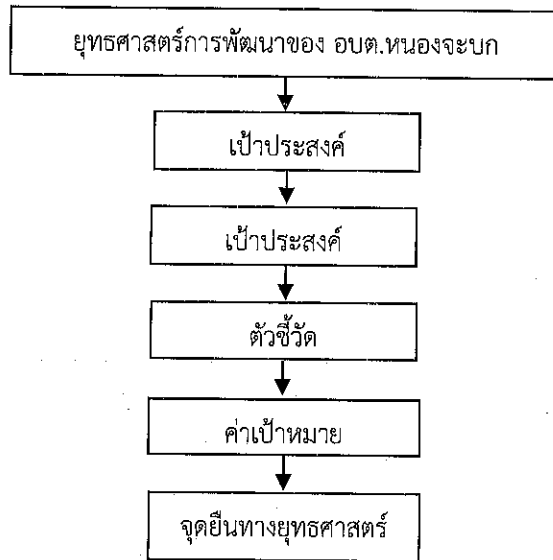 ยุทธศาสตร์การพัฒนาของ อบต.หนองจะบก
เป้าประสงค์
เป้าประสงค์
ตัวชี้วัด
ค่าเป้าหมาย
จุดยืนทางยุทธศาสตร์